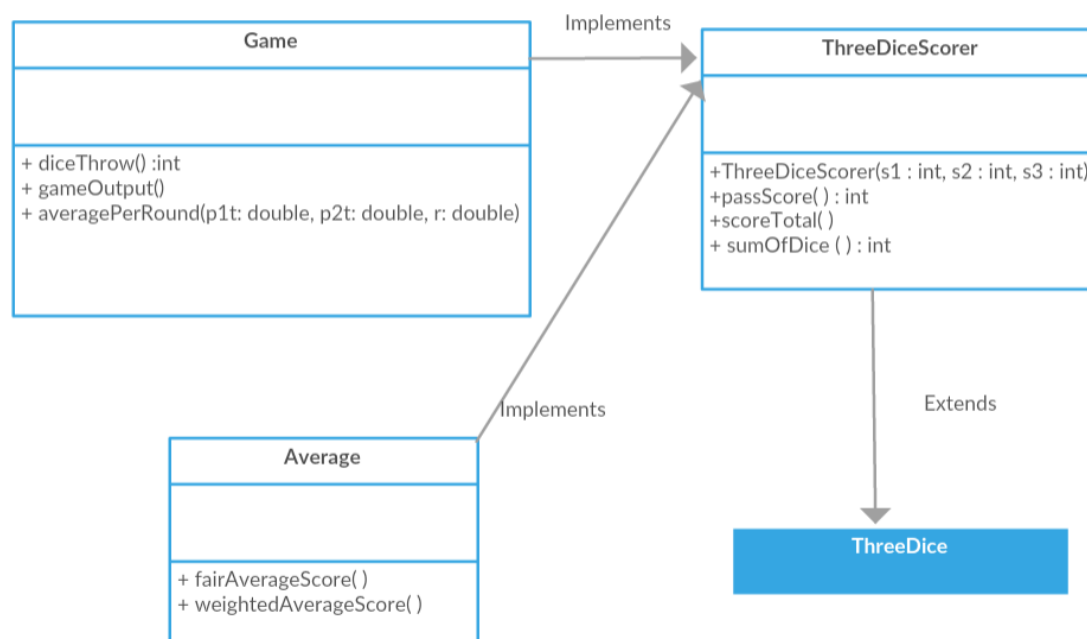 Game
+ diceThrow() :int
+ gameOutput()
+ averagePerRound(p1t: double, p2t: double, r: double)
Implements
ThreeDiceScorer
+ThreeDiceScorer(s1 : int, s2 : int, s3 : int)
+passScore( ) : int
+scoreTotal( )
+ sumOfDice ( ) : int
Implements
Extends
Average
+ fairAverageScore( )
+ weightedAverageScore( )
ThreeDice